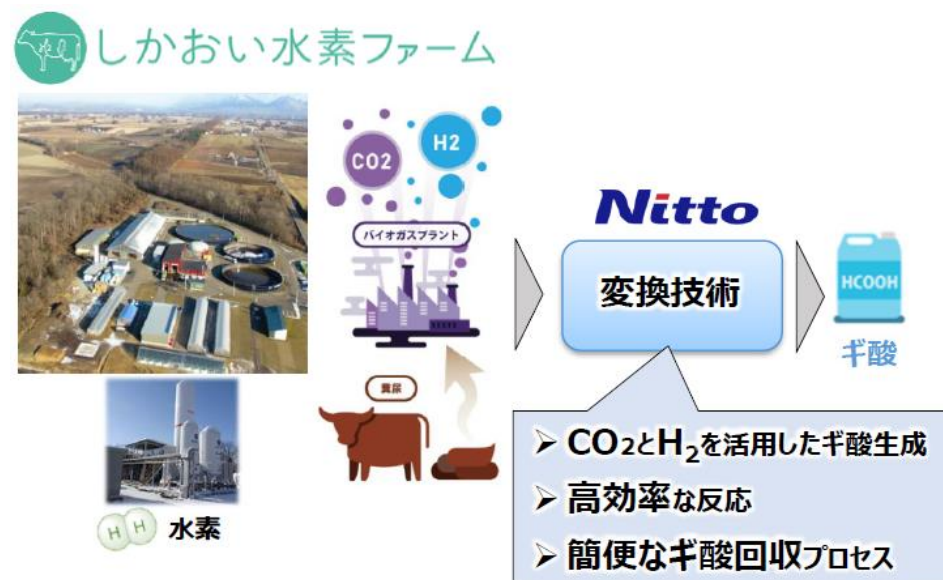 しかおい水素ファーム
CO2
H2
バイオガスプラント
糞尿
H H 水素
Nitto
変換技術
HCOOH
ギ酸
➢ CO₂とH₂を活用したギ酸生成
➢ 高効率な反応
➢ 簡便なギ酸回収プロセス